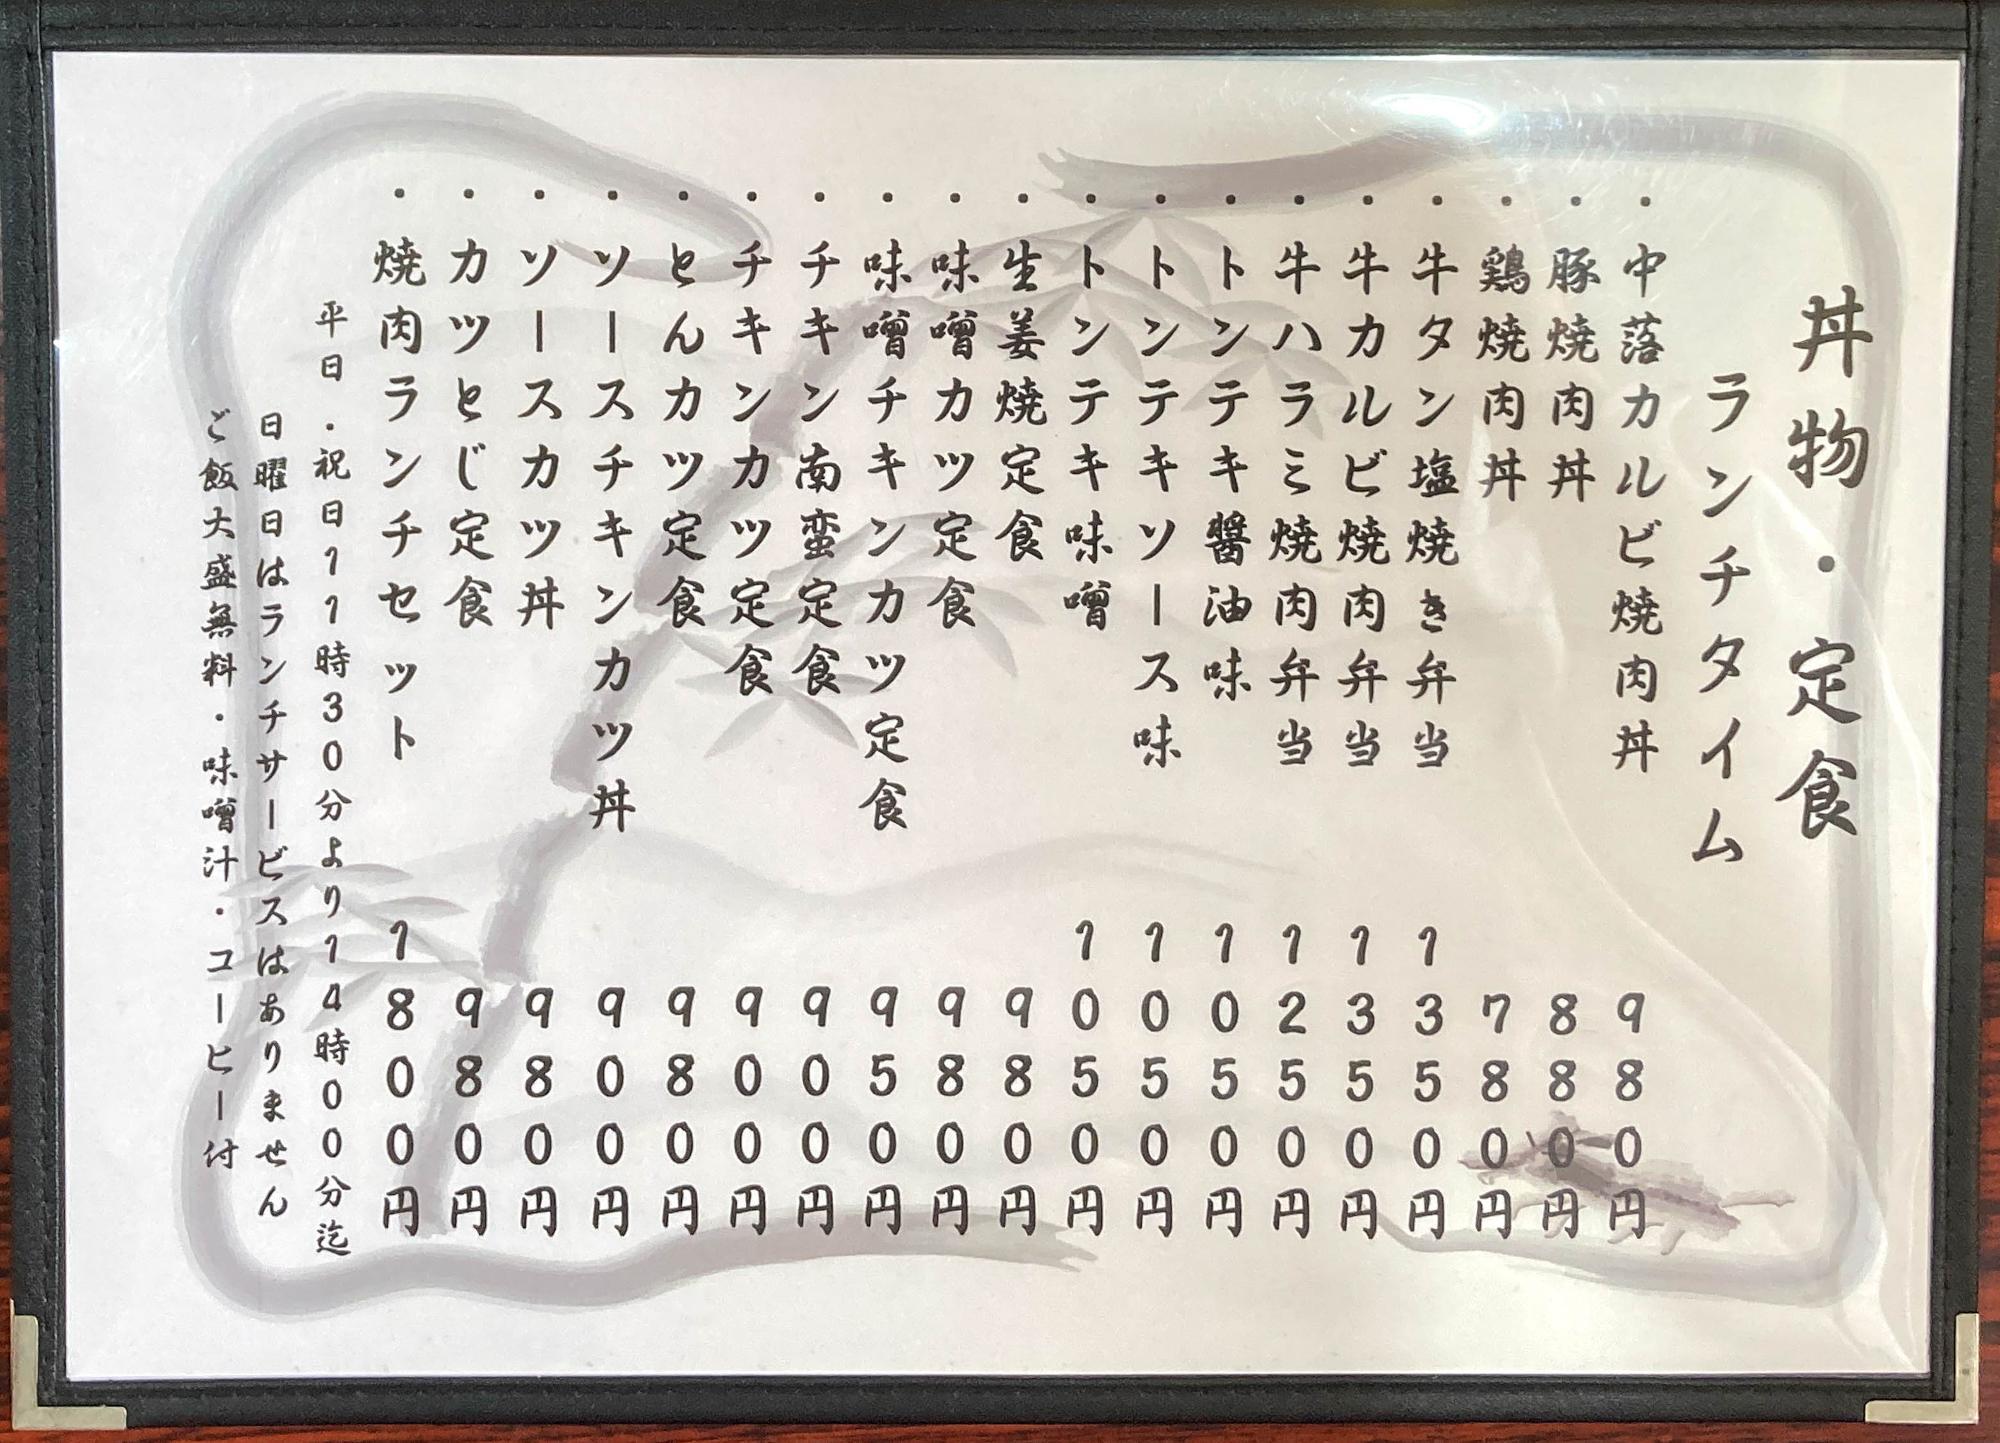 丼物・定食
ランチタイム
・中落カルビ焼肉丼 980円
・豚焼肉丼 880円
・鶏焼肉丼 780円
・牛タン塩焼き弁当 1350円
・牛カルビ焼肉弁当 1350円
・牛ハラミ焼肉弁当 1250円
・トンテキ醤油味 1050円
・トンテキソース味 1050円
・トンテキ味噌 1050円
・生姜焼定食 980円
・味噌カツ定食 980円
・味噌チキンカツ定食 950円
・チキン南蛮定食 900円
・チキンカツ定食 900円
・とんカツ定食 980円
・ソースチキンカツ丼 900円
・ソースカツ丼 980円
・カツとじ定食 980円
・焼肉ランチセット 1800円
平日・祝日11時30分より14時00分迄
日曜日はランチサービスはありません
ご飯大盛無料・味噌汁・コーヒー付